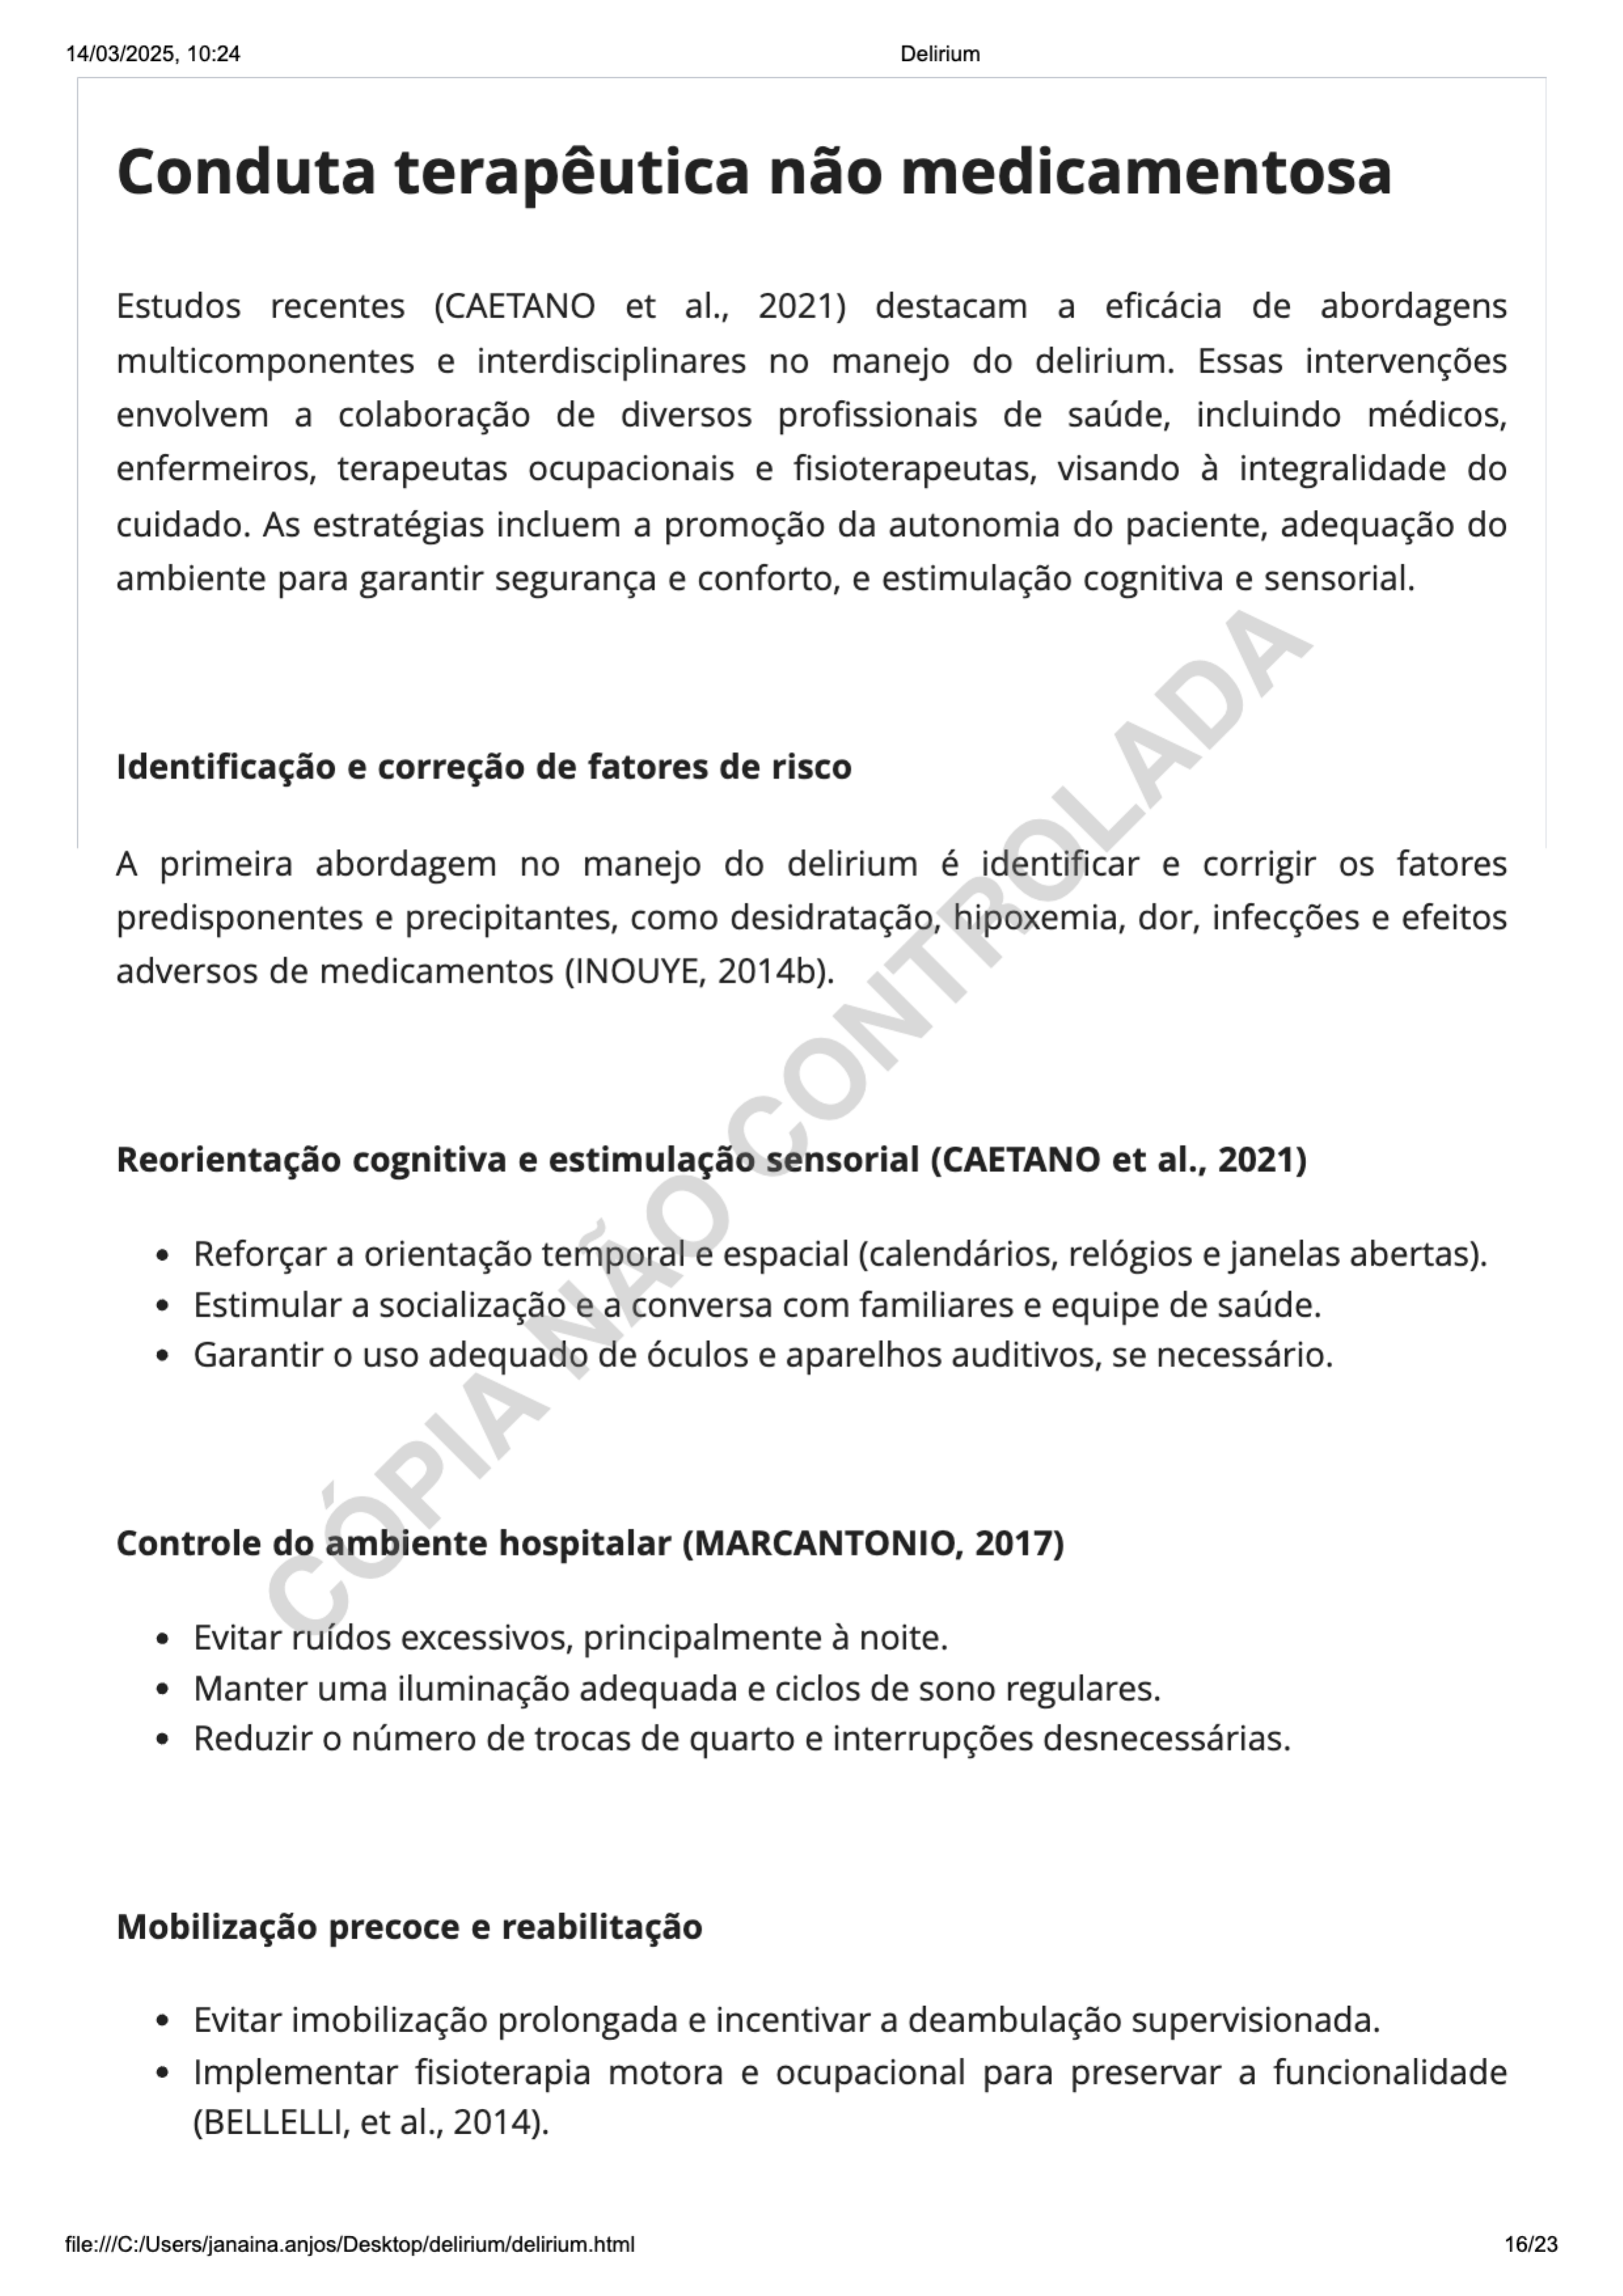 14/03/2025, 10:24
Delirium
Conduta terapêutica não medicamentosa
Estudos recentes (CAETANO et al., 2021) destacam a eficácia de abordagens
multicomponentes e interdisciplinares no manejo do delirium. Essas intervenções
envolvem a colaboração de diversos profissionais de saúde, incluindo médicos,
enfermeiros, terapeutas ocupacionais e fisioterapeutas, visando à integralidade do
cuidado. As estratégias incluem a promoção da autonomia do paciente, adequação do
ambiente para garantir segurança e conforto, e estimulação cognitiva e sensorial.
Identificação e correção de fatores de risco
A primeira abordagem no manejo do delirium é identificar e corrigir os fatores
predisponentes e precipitantes, como desidratação, hipoxemia, dor, infecções e efeitos
adversos de medicamentos (INOUYE, 2014b).
Reorientação cognitiva e estimulação sensorial (CAETANO et al., 2021)
• Reforçar a orientação temporal e espacial (calendários, relógios e janelas abertas).
• Estimular a socialização e a conversa com familiares e equipe de saúde.
• Garantir o uso adequado de óculos e aparelhos auditivos, se necessário.
Controle do ambiente hospitalar (MARCANTONIO, 2017)
• Evitar ruídos excessivos, principalmente à noite.
• Manter uma iluminação adequada e ciclos de sono regulares.
• Reduzir o número de trocas de quarto e interrupções desnecessárias.
Mobilização precoce e reabilitação
• Evitar imobilização prolongada e incentivar a deambulação supervisionada.
• Implementar fisioterapia motora e ocupacional para preservar a funcionalidade
(BELLELLI, et al., 2014).
CÓPIA NÃO CONTROLADA
file:///C:/Users/janaina.anjos/Desktop/delirium/delirium.html
16/23